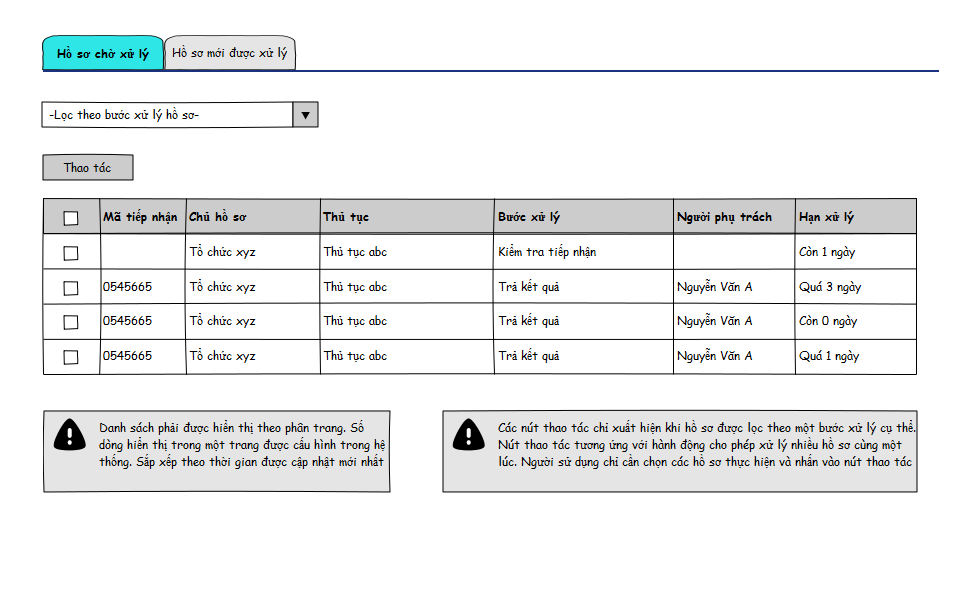 Hồ sơ chờ xử lý Hồ sơ mới được xử lý
-Lọc theo bước xử lý hồ sơ-
Thao tác
Mã tiếp nhận Chủ hồ sơ Thủ tục Bước xử lý Người phụ trách Hạn xử lý
Tổ chức xyz Thủ tục abc Kiểm tra tiếp nhận Còn 1 ngày
0545665 Tổ chức xyz Thủ tục abc Trả kết quả Nguyễn Văn A Quá 3 ngày
0545665 Tổ chức xyz Thủ tục abc Trả kết quả Nguyễn Văn A Còn 0 ngày
0545665 Tổ chức xyz Thủ tục abc Trả kết quả Nguyễn Văn A Quá 1 ngày
Danh sách phải được hiển thị theo phân trang. Số
dòng hiển thị trong một trang được cấu hình trong hệ
thống. Sắp xếp theo thời gian được cập nhật mới nhất
Các nút thao tác chỉ xuất hiện khi hồ sơ được lọc theo một bước xử lý cụ thể.
Nút thao tác tương ứng với hành động cho phép xử lý nhiều hồ sơ cùng một
lúc. Người sử dụng chỉ cần chọn các hồ sơ thực hiện và nhấn vào nút thao tác